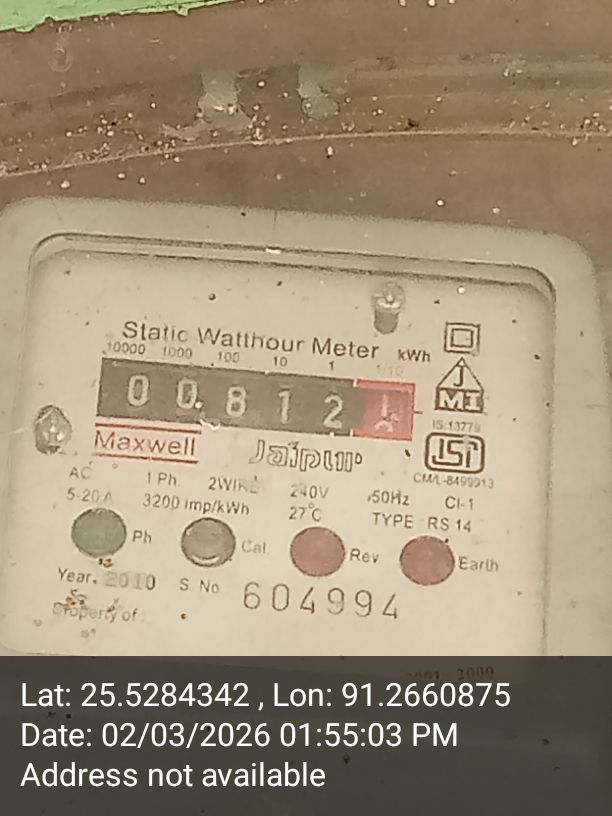 Static Watthour Meter kWh
10000 1000 100 10 1 1/10
0 0 8 1 2
J
MI
IS:13779
ISI
CM/L-8499913
Maxwell
Jaipur
AC 1 Ph. 2WIRE 240V 50Hz Cl-1
5-20A 3200 imp/kWh 27°C TYPE RS 14
Ph Cal. Rev Earth
Year. 2010 S. No. 604994
Property of
Lat: 25.5284342 , Lon: 91.2660875
Date: 02/03/2026 01:55:03 PM
Address not available